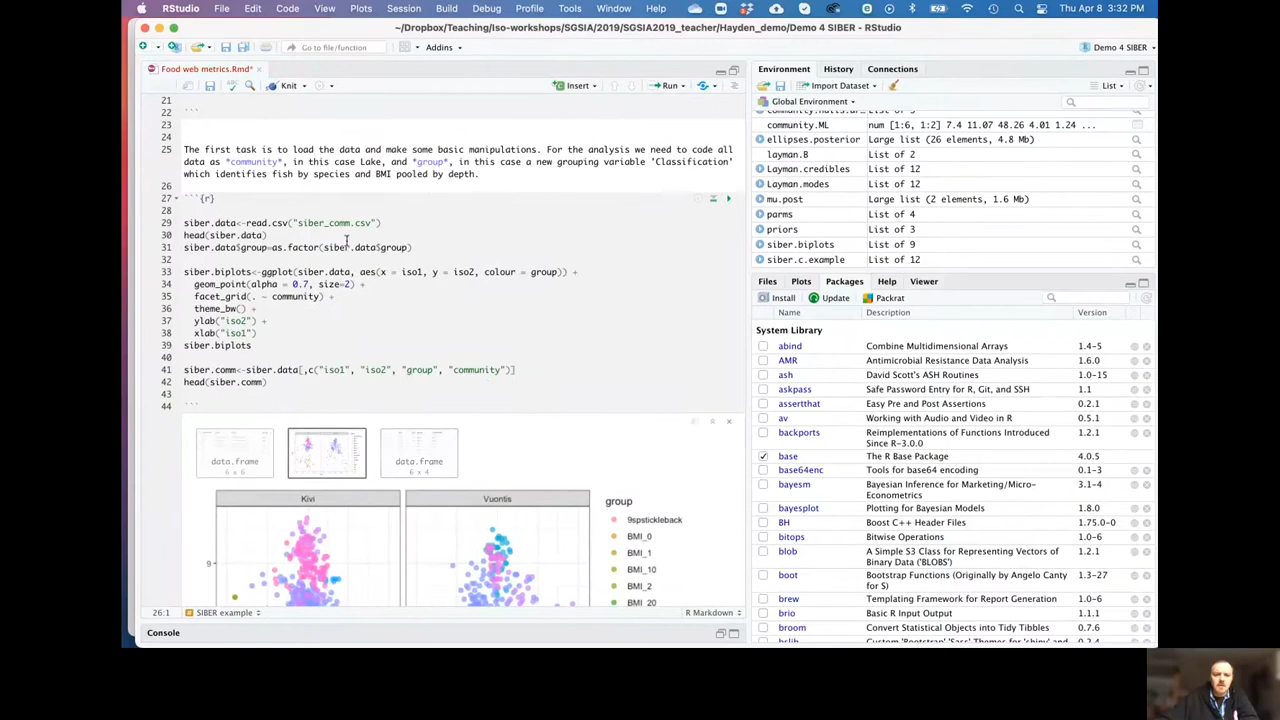 RStudio File Edit Code View Plots Session Build Debug Profile Tools Window Help Thu Apr 8 3:32 PM
~/Dropbox/Teaching/Iso-workshops/SGSIA/2019/SGSIA2019_teacher/Hayden_demo/Demo 4 SIBER - RStudio
Go to file/function Addins Demo 4 SIBER
Food web metrics.Rmd*
Knit Insert Run
21
22 ```
23
24
25 The first task is to load the data and make some basic manipulations. For the analysis we need to code all
data as *community*, in this case Lake, and *group*, in this case a new grouping variable 'Classification'
which identifies fish by species and BMI pooled by depth.
26
27 ```{r}
28
29 siber.data<-read.csv("siber_comm.csv")
30 head(siber.data)
31 siber.data$group=as.factor(siber.data$group)
32
33 siber.biplots<-ggplot(siber.data, aes(x = iso1, y = iso2, colour = group)) +
34 geom_point(alpha = 0.7, size=2) +
35 facet_grid(. ~ community) +
36 theme_bw() +
37 ylab("iso2") +
38 xlab("iso1")
39 siber.biplots
40
41 siber.comm<-siber.data[,c("iso1", "iso2", "group", "community")]
42 head(siber.comm)
43
44 ```
data.frame
6 x 6
data.frame
6 x 4
Kivi Vuontis group
9spstickleback
BMI_0
BMI_1
9 BMI_10
BMI_2
BMI_20
26:1 SIBER example R Markdown
Console
Environment History Connections
Import Dataset List
Global Environment
community.ML num [1:6, 1:2] 7.4 11.07 48.26 4.01 1.24 ...
ellipses.posterior Large list (26 elements, 4.8 Mb)
layman.B List of 2
Layman.credibles List of 12
Layman.modes List of 12
mu.post Large list (2 elements, 1.6 Mb)
parms List of 4
priors List of 3
siber.biplots List of 9
siber.c.example List of 12
Files Plots Packages Help Viewer
Install Update Packrat
Name Description Version
System Library
abind Combine Multidimensional Arrays 1.4-5
AMR Antimicrobial Resistance Data Analysis 1.6.0
ash David Scott's ASH Routines 1.0-15
askpass Safe Password Entry for R, Git, and SSH 1.1
assertthat Easy Pre and Post Assertions 0.2.1
av Working with Audio and Video in R 0.5.1
backports Reimplementations of Functions Introduced Since R-3.0.0 1.2.1
base The R Base Package 4.0.5
base64enc Tools for base64 encoding 0.1-3
bayesm Bayesian Inference for Marketing/Micro-Econometrics 3.1-4
bayesplot Plotting for Bayesian Models 1.8.0
BH Boost C++ Header Files 1.75.0-0
bitops Bitwise Operations 1.0-6
blob A Simple S3 Class for Representing Vectors of Binary Data ('BLOBS') 1.2.1
boot Bootstrap Functions (Originally by Angelo Canty for S) 1.3-27
brew Templating Framework for Report Generation 1.0-6
brio Basic R Input Output 1.1.1
broom Convert Statistical Objects into Tidy Tibbles 0.7.6